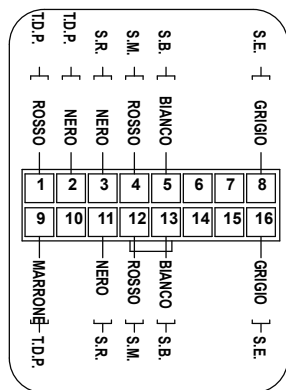 T.D.P. T.D.P. S.R. S.M. S.B. S.E.
ROSSO NERO NERO ROSSO BIANCO GRIGIO
1 2 3 4 5 6 7 8
9 10 11 12 13 14 15 16
MARRONE NERO ROSSO BIANCO GRIGIO
T.D.P. S.R. S.M. S.B. S.E.